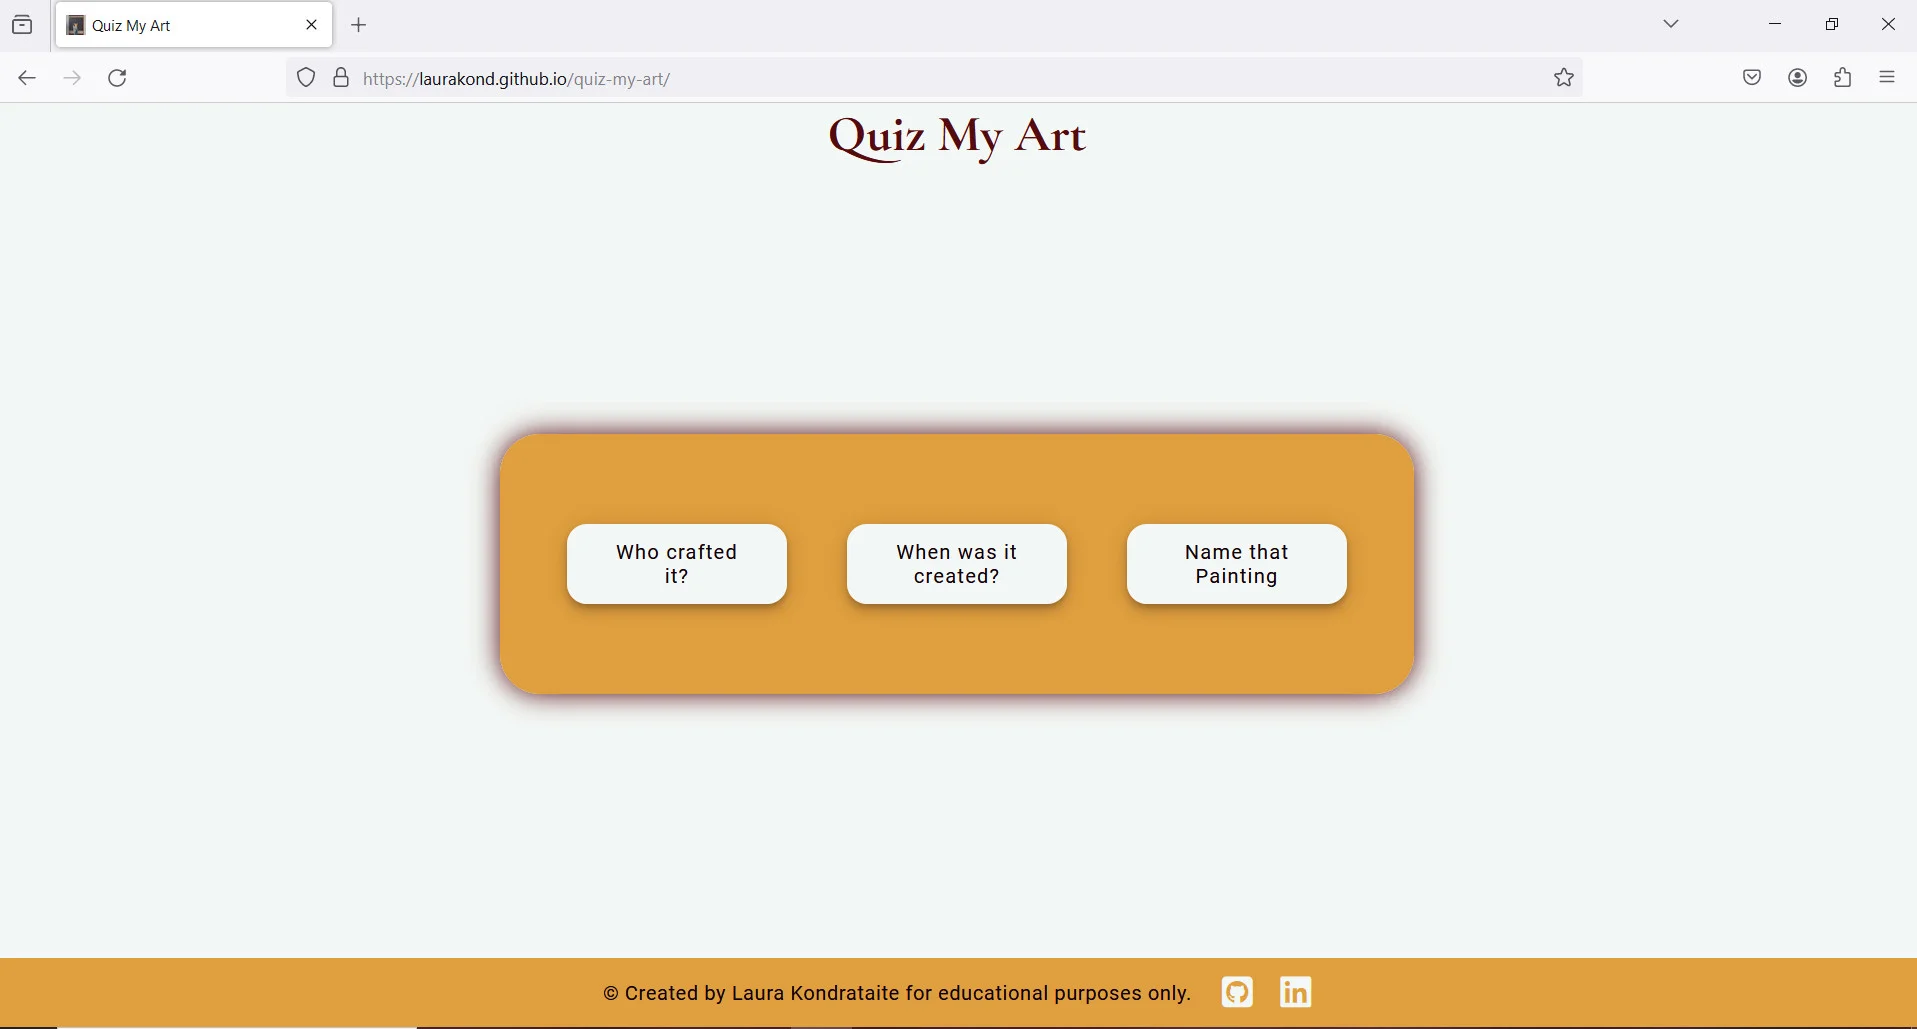 Quiz My Art
https://laurakond.github.io/quiz-my-art/
Quiz My Art
Who crafted
it?
When was it
created?
Name that
Painting
© Created by Laura Kondrataite for educational purposes only.
in